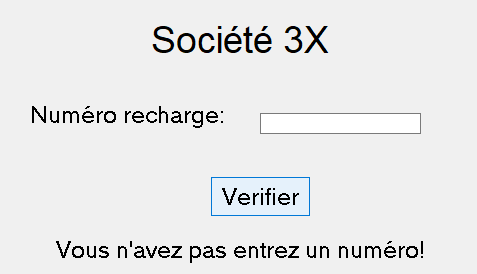 Société 3X
Numéro recharge:
Verifier
Vous n'avez pas entrez un numéro!